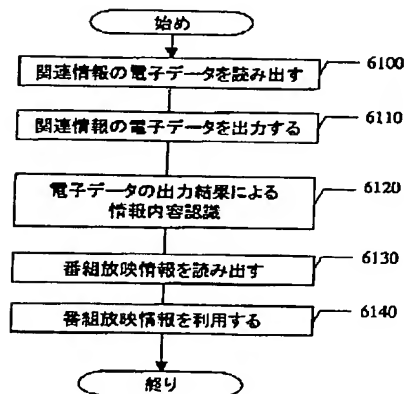 始め
関連情報の電子データを読み出す
6100
関連情報の電子データを出力する
6110
電子データの出力結果による
情報内容認識
6120
番組放映情報を読み出す
6130
番組放映情報を利用する
6140
終り